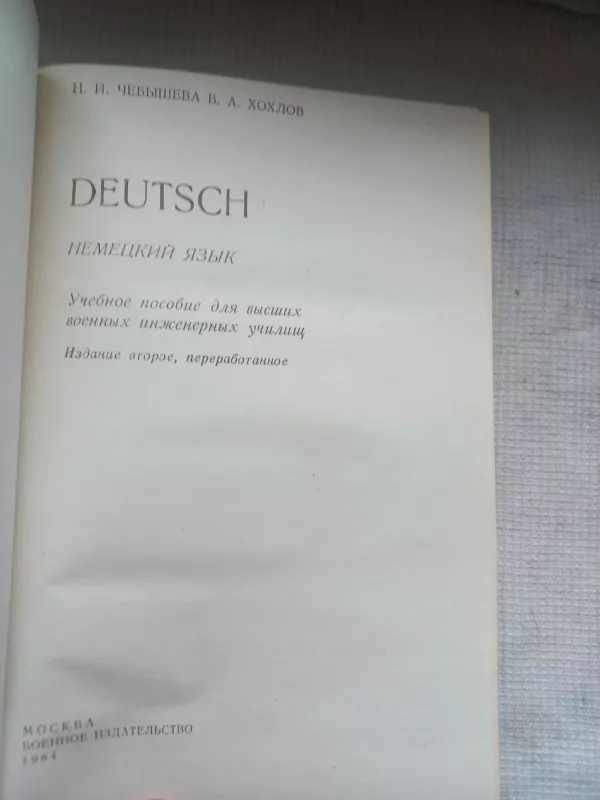 Н. И. ЧЕБЫШЕВА В. А. ХОХЛОВ
DEUTSCH
НЕМЕЦКИЙ ЯЗЫК
Учебное пособие для высших
военных инженерных училищ
Издание второе, переработанное
МОСКВА
ВОЕННОЕ ИЗДАТЕЛЬСТВО
1984